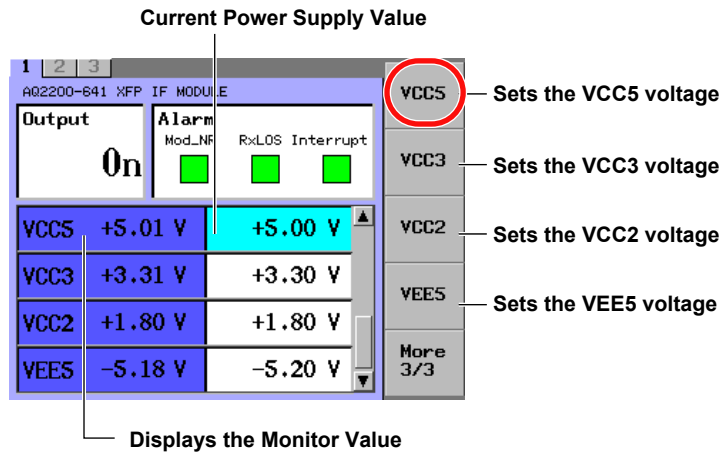 Current Power Supply Value
1 2 3
AQ2200-641 XFP IF MODULE
Output
On
Alarm
Mod_NR RxLOS Interrupt
VCC5 +5.01 V +5.00 V
VCC3 +3.31 V +3.30 V
VCC2 +1.80 V +1.80 V
VEE5 -5.18 V -5.20 V
VCC5
Sets the VCC5 voltage
VCC3
Sets the VCC3 voltage
VCC2
Sets the VCC2 voltage
VEE5
Sets the VEE5 voltage
More
3/3
Displays the Monitor Value